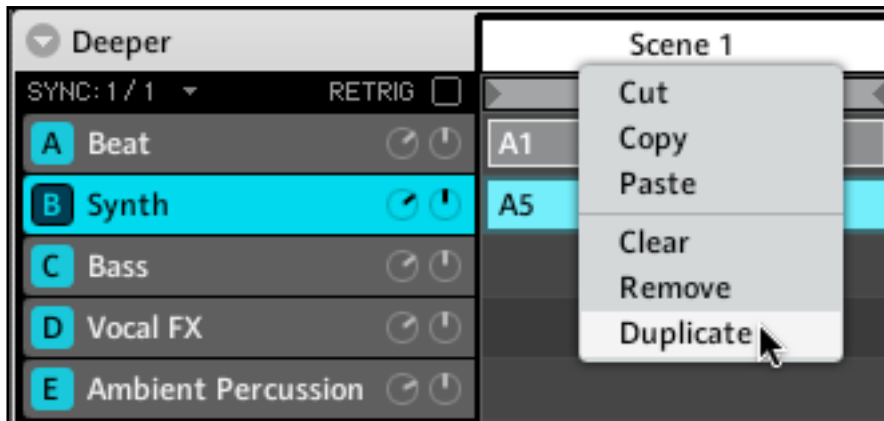 Deeper
Scene 1
SYNC: 1 / 1
RETRIG
A Beat
A1
B Synth
A5
C Bass
D Vocal FX
E Ambient Percussion
Cut
Copy
Paste
Clear
Remove
Duplicate